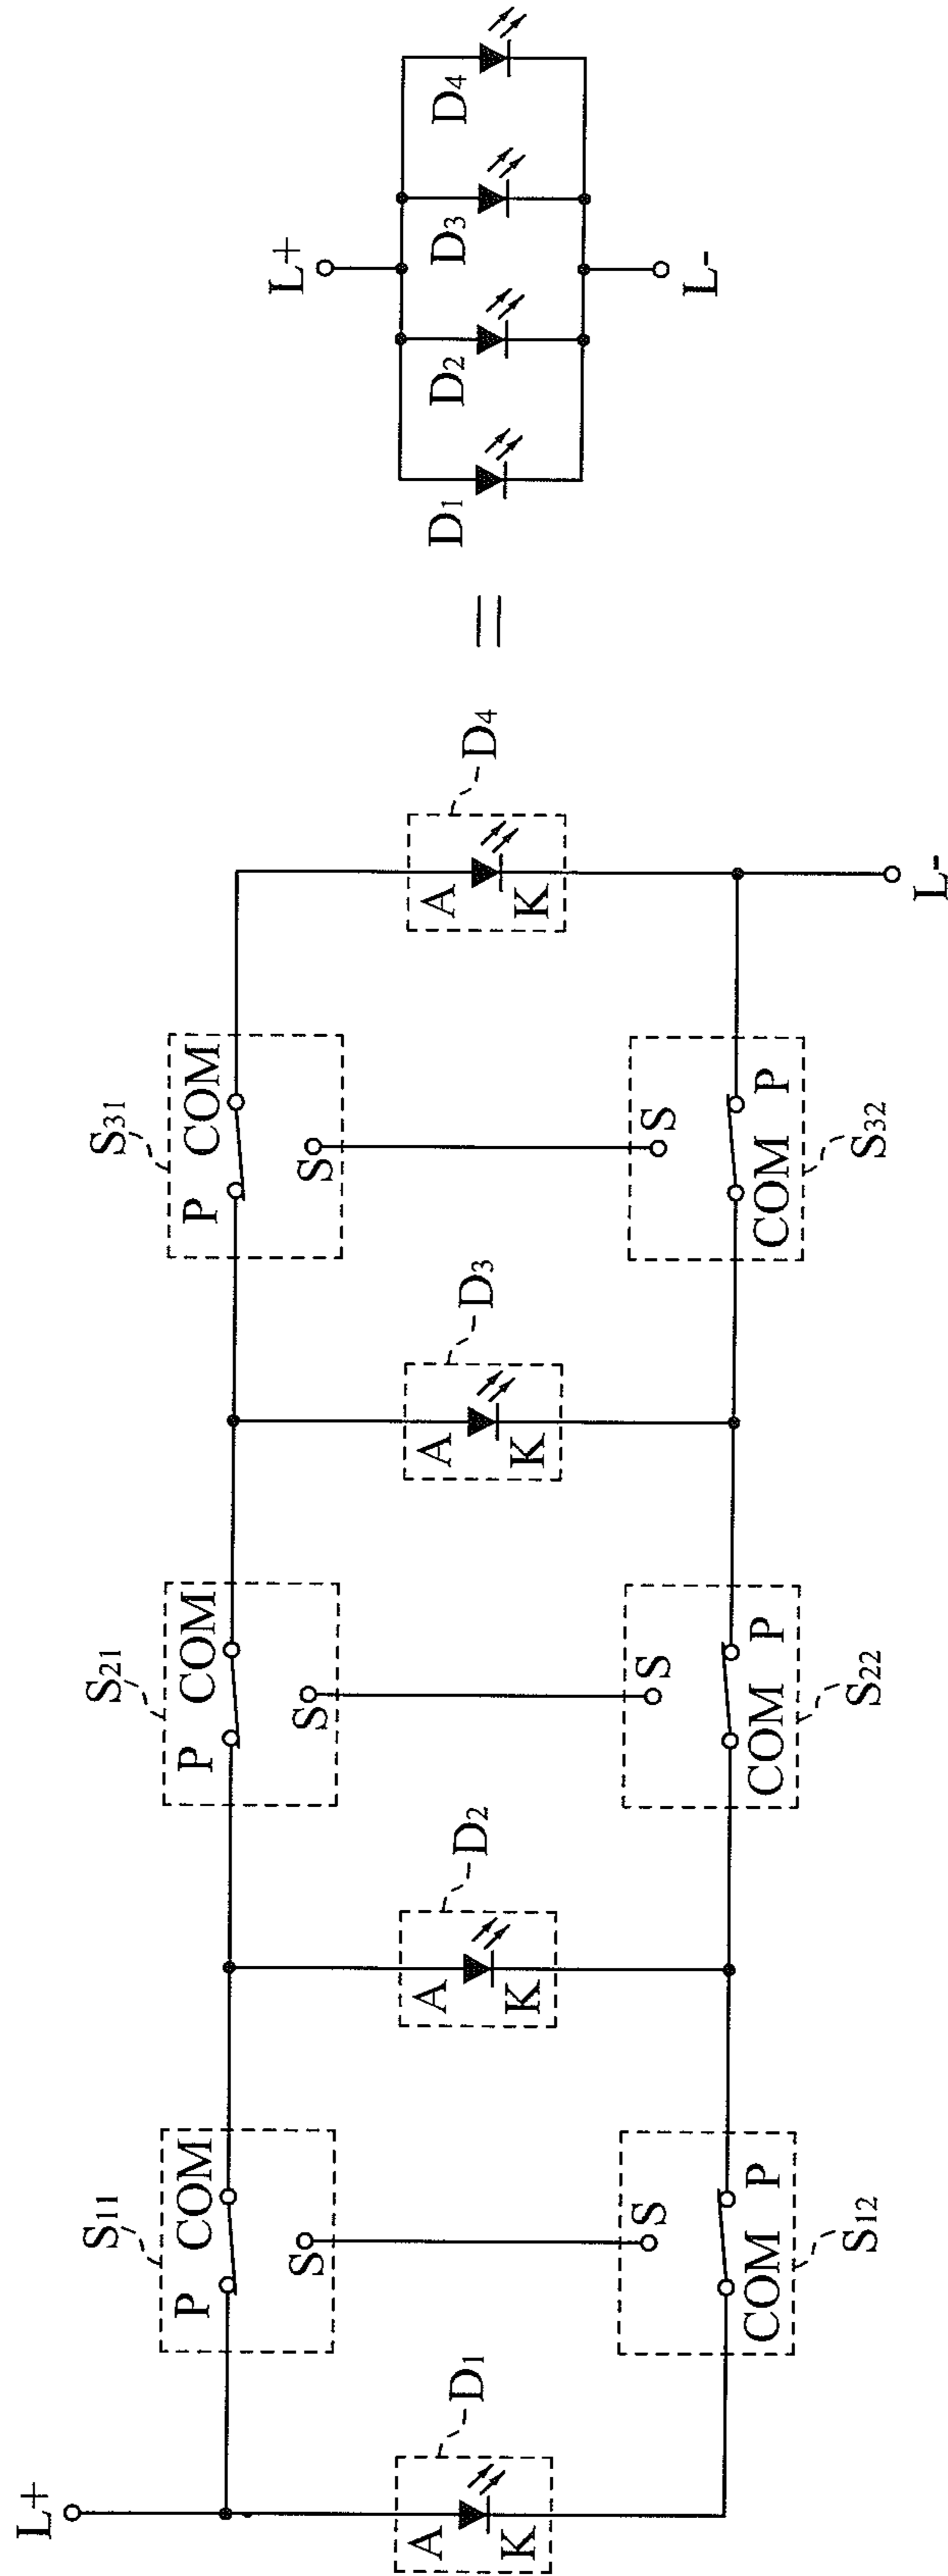 L+
D4
D3
D2
D1
L-
=
S31
P COM
S
S21
P COM
S
S11
P COM
S
L+
A
K
D4
A
K
D3
A
K
D2
A
K
D1
S
COM P
S32
S
COM P
S22
S
COM P
S12
L-